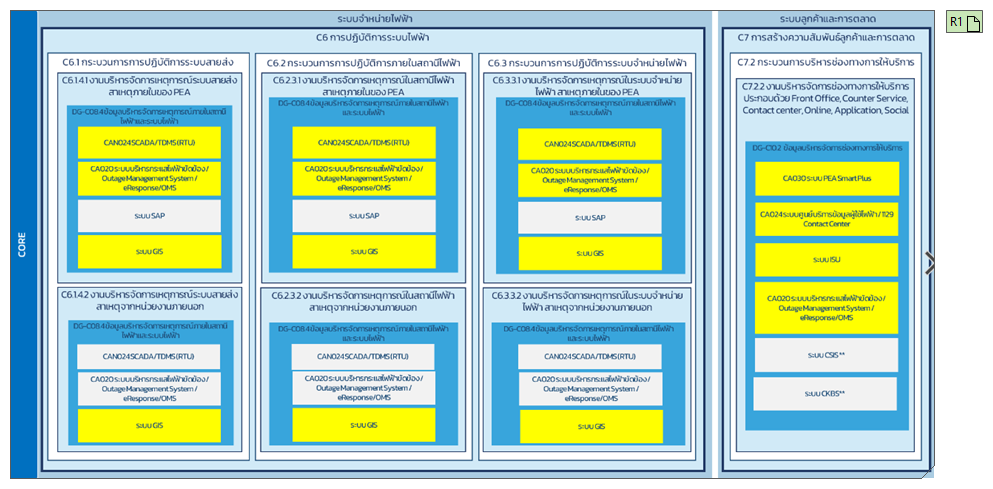 CORE
ระบบจำหน่ายไฟฟ้า
C6 การปฏิบัติการระบบไฟฟ้า
C6.1 กระบวนการการปฏิบัติการระบบสายส่ง
C6.1.4.1 งานบริหารจัดการเหตุการณ์ระบบสายส่ง
สาเหตุภายในของ PEA
DG-C08.4 ข้อมูลบริหารจัดการเหตุการณ์ภายในสถานี
ไฟฟ้าและระบบไฟฟ้า
CAN024 SCADA/TDMS (RTU)
CA020 ระบบบริหารกระแสไฟฟ้าขัดข้อง /
Outage Management System /
eResponse/OMS
ระบบ SAP
ระบบ GIS
C6.1.4.2 งานบริหารจัดการเหตุการณ์ระบบสายส่ง
สาเหตุจากหน่วยงานภายนอก
DG-C08.4 ข้อมูลบริหารจัดการเหตุการณ์ภายในสถานี
ไฟฟ้าและระบบไฟฟ้า
CAN024 SCADA/TDMS (RTU)
CA020 ระบบบริหารกระแสไฟฟ้าขัดข้อง /
Outage Management System /
eResponse/OMS
ระบบ GIS
C6.2 กระบวนการการปฏิบัติการภายในสถานีไฟฟ้า
C6.2.3.1 งานบริหารจัดการเหตุการณ์ในสถานีไฟฟ้า
สาเหตุภายในของ PEA
DG-C08.4 ข้อมูลบริหารจัดการเหตุการณ์ภายในสถานีไฟฟ้า
และระบบไฟฟ้า
CAN024 SCADA/TDMS (RTU)
CA020 ระบบบริหารกระแสไฟฟ้าขัดข้อง /
Outage Management System /
eResponse/OMS
ระบบ SAP
ระบบ GIS
C6.2.3.2 งานบริหารจัดการเหตุการณ์ในสถานีไฟฟ้า
สาเหตุจากหน่วยงานภายนอก
DG-C08.4 ข้อมูลบริหารจัดการเหตุการณ์ภายในสถานีไฟฟ้า
และระบบไฟฟ้า
CAN024 SCADA/TDMS (RTU)
CA020 ระบบบริหารกระแสไฟฟ้าขัดข้อง /
Outage Management System /
eResponse/OMS
ระบบ GIS
C6.3 กระบวนการการปฏิบัติการระบบจำหน่ายไฟฟ้า
C6.3.3.1 งานบริหารจัดการเหตุการณ์ในระบบจำหน่าย
ไฟฟ้า สาเหตุภายในของ PEA
DG-C08.4 ข้อมูลบริหารจัดการเหตุการณ์ภายในสถานีไฟฟ้า
และระบบไฟฟ้า
CAN024 SCADA/TDMS (RTU)
CA020 ระบบบริหารกระแสไฟฟ้าขัดข้อง /
Outage Management System /
eResponse/OMS
ระบบ SAP
ระบบ GIS
C6.3.3.2 งานบริหารจัดการเหตุการณ์ในระบบจำหน่าย
ไฟฟ้า สาเหตุจากหน่วยงานภายนอก
DG-C08.4 ข้อมูลบริหารจัดการเหตุการณ์ภายในสถานีไฟฟ้า
และระบบไฟฟ้า
CAN024 SCADA/TDMS (RTU)
CA020 ระบบบริหารกระแสไฟฟ้าขัดข้อง /
Outage Management System /
eResponse/OMS
ระบบ GIS
ระบบลูกค้าและการตลาด
C7 การสร้างความสัมพันธ์ลูกค้าและการตลาด
C7.2 กระบวนการบริหารช่องทางการให้บริการ
C7.2.2 งานบริหารจัดการช่องทางการให้บริการ
ประกอบด้วย Front Office, Counter Service,
Contact center, Online, Application, Social
DG-C10.2 ข้อมูลบริหารจัดการช่องทางการให้บริการ
CA030 ระบบ PEA Smart Plus
CA024 ระบบศูนย์บริการข้อมูลผู้ใช้ไฟฟ้า / 1129
Contact Center
ระบบ ISU
CA020 ระบบบริหารกระแสไฟฟ้าขัดข้อง /
Outage Management System /
eResponse/OMS
ระบบ CSIS **
ระบบ CKBS**
R1